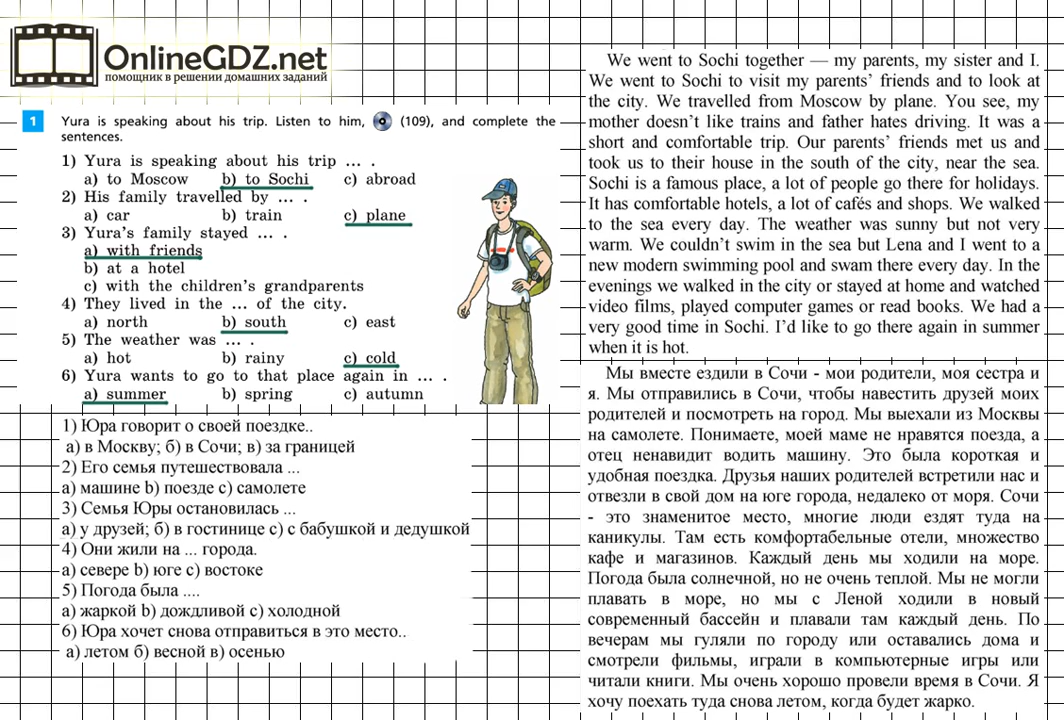 OnlineGDZ.net
помощник в решении домашних заданий
1 Yura is speaking about his trip. Listen to him, (109), and complete the
sentences.
1) Yura is speaking about his trip ... .
a) to Moscow b) to Sochi c) abroad
2) His family travelled by ... .
a) car b) train c) plane
3) Yura's family stayed ... .
a) with friends
b) at a hotel
c) with the children's grandparents
4) They lived in the ... of the city.
a) north b) south c) east
5) The weather was ... .
a) hot b) rainy c) cold
6) Yura wants to go to that place again in ... .
a) summer b) spring c) autumn
1) Юра говорит о своей поездке..
а) в Москву; б) в Сочи; в) за границей
2) Его семья путешествовала ...
а) машине b) поезде c) самолете
3) Семья Юры остановилась ...
а) у друзей; б) в гостинице c) с бабушкой и дедушкой
4) Они жили на ... города.
а) севере b) юге c) востоке
5) Погода была ....
а) жаркой b) дождливой c) холодной
6) Юра хочет снова отправиться в это место..
а) летом б) весной в) осенью
We went to Sochi together — my parents, my sister and I.
We went to Sochi to visit my parents' friends and to look at
the city. We travelled from Moscow by plane. You see, my
mother doesn't like trains and father hates driving. It was a
short and comfortable trip. Our parents' friends met us and
took us to their house in the south of the city, near the sea.
Sochi is a famous place, a lot of people go there for holidays.
It has comfortable hotels, a lot of cafés and shops. We walked
to the sea every day. The weather was sunny but not very
warm. We couldn't swim in the sea but Lena and I went to a
new modern swimming pool and swam there every day. In the
evenings we walked in the city or stayed at home and watched
video films, played computer games or read books. We had a
very good time in Sochi. I'd like to go there again in summer
when it is hot.
Мы вместе ездили в Сочи - мои родители, моя сестра и
я. Мы отправились в Сочи, чтобы навестить друзей моих
родителей и посмотреть на город. Мы выехали из Москвы
на самолете. Понимаете, моей маме не нравятся поезда, а
отец ненавидит водить машину. Это была короткая и
удобная поездка. Друзья наших родителей встретили нас и
отвезли в свой дом на юге города, недалеко от моря. Сочи
- это знаменитое место, многие люди ездят туда на
каникулы. Там есть комфортабельные отели, множество
кафе и магазинов. Каждый день мы ходили на море.
Погода была солнечной, но не очень теплой. Мы не могли
плавать в море, но мы с Леной ходили в новый
современный бассейн и плавали там каждый день. По
вечерам мы гуляли по городу или оставались дома и
смотрели фильмы, играли в компьютерные игры или
читали книги. Мы очень хорошо провели время в Сочи. Я
хочу поехать туда снова летом, когда будет жарко.